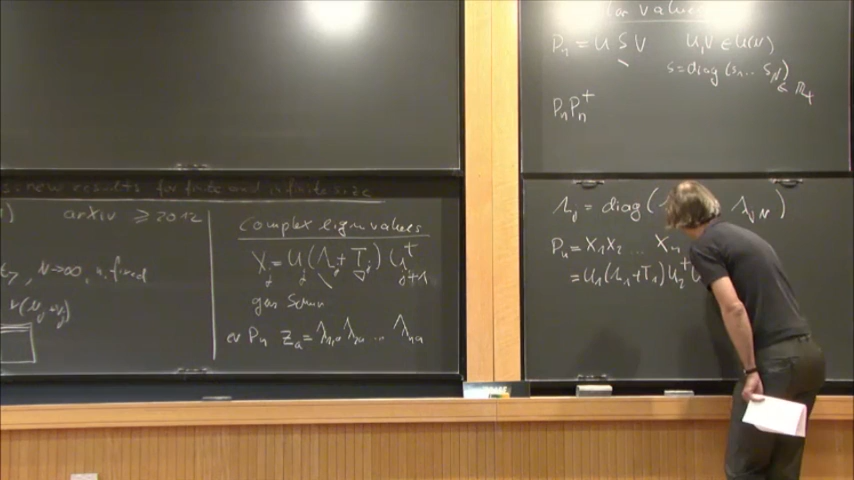 new results for finite and infinite size
arXiv ≥ 2012
N→∞, n fixed
Complex eigenvalues
X_j = U_j (Λ_j + T_j) U_{j+1}^†
gen Schur
ev P_n Z_a = λ_{1a} λ_{2a} ... λ_{na}
lar values
P_n = U S V U, V ∈ U(N)
S = diag (s_1 ... s_N)
∈ ℝ_+
P_n P_n^†
Λ_j = diag ( λ_{jN} )
P_n = X_1 X_2 ... X_n
= U_1 (Λ_1 + T_1) U_2^†